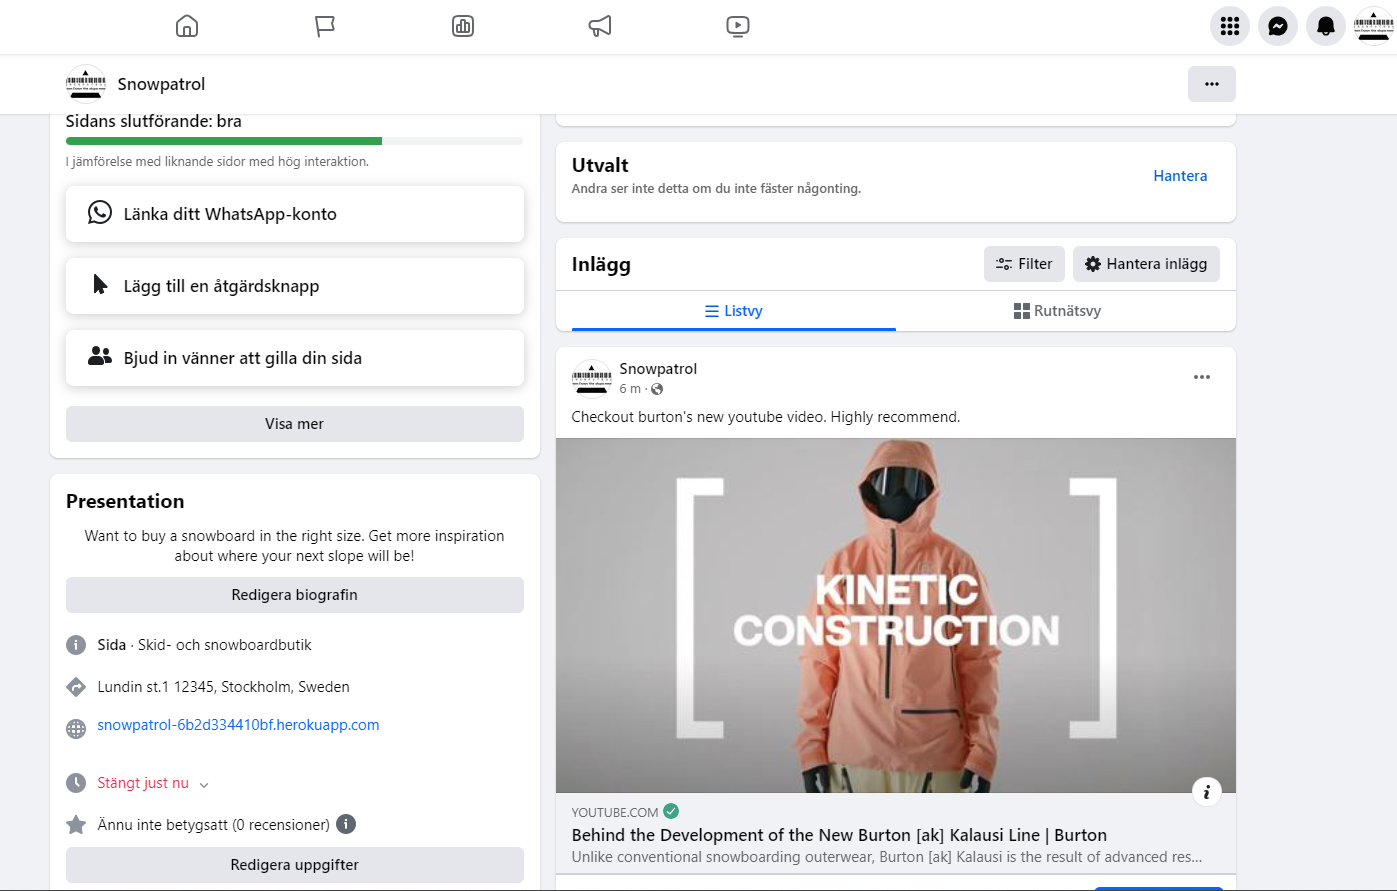 Snowpatrol
Sidans slutförande: bra
I jämförelse med liknande sidor med hög interaktion.
Länka ditt WhatsApp-konto
Lägg till en åtgärdsknapp
Bjud in vänner att gilla din sida
Visa mer
Presentation
Want to buy a snowboard in the right size. Get more inspiration
about where your next slope will be!
Redigera biografin
Sida · Skid- och snowboardbutik
Lundin st.1 12345, Stockholm, Sweden
snowpatrol-6b2d334410bf.herokuapp.com
Stängt just nu
Ännu inte betygsatt (0 recensioner)
Redigera uppgifter
Utvalt
Andra ser inte detta om du inte fäster någonting.
Hantera
Inlägg
Filter
Hantera inlägg
Listvy
Rutnätsvy
Snowpatrol
6 m ·
Checkout burton's new youtube video. Highly recommend.
KINETIC
CONSTRUCTION
YOUTUBE.COM
Behind the Development of the New Burton [ak] Kalausi Line | Burton
Unlike conventional snowboarding outerwear, Burton [ak] Kalausi is the result of advanced res...